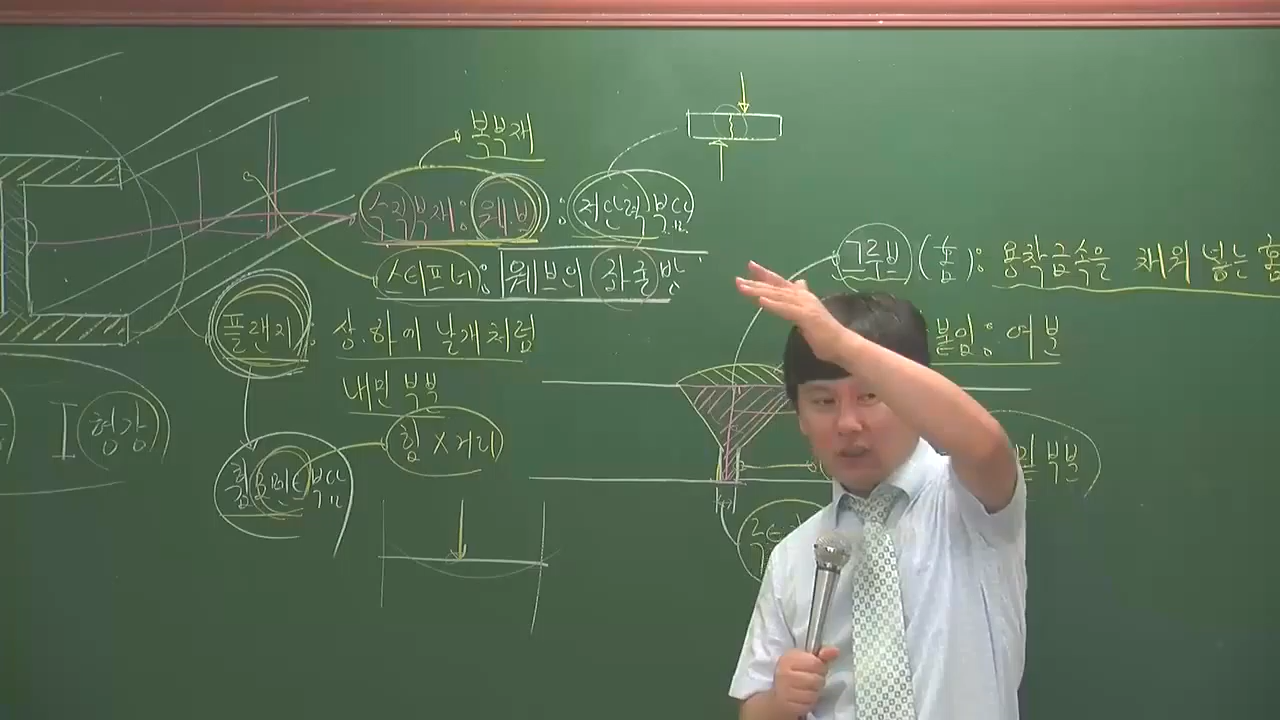 복부재
수직부재: 웨브: 전단력 부담
스티프너: 웨브의 좌굴 방
플랜지: 상.하에 날개처럼
내민 부분
I 형강
휨모멘트 부담
힘 X 거리
그루브(홈): 용착금속을 채워 넣는 홈
붙임: 여분
부분